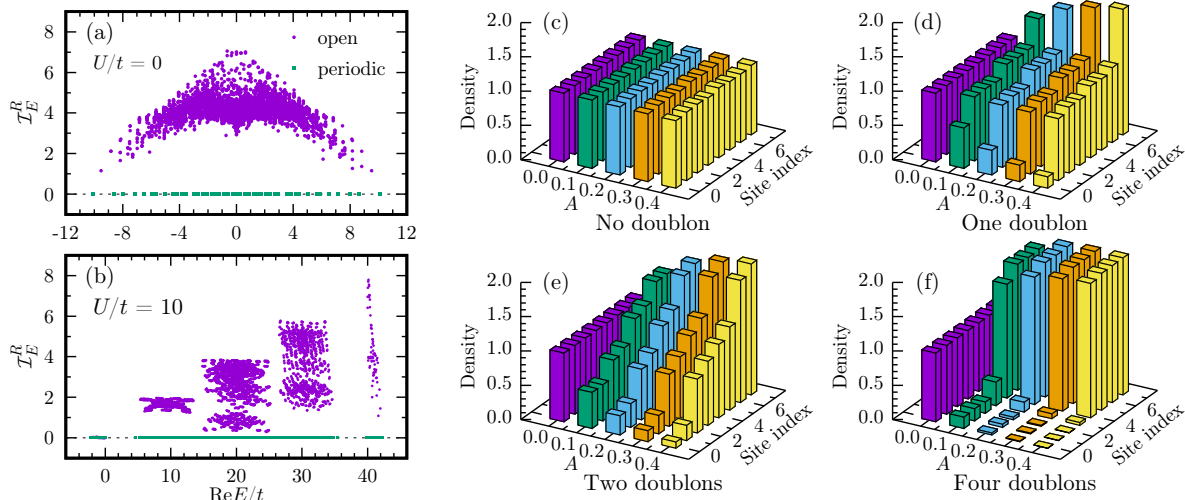 (a)
U/t = 0
open
periodic
ℐ_E^R
8
6
4
2
0
-12 -8 -4 0 4 8 12
(b)
U/t = 10
ℐ_E^R
8
6
4
2
0
0 10 20 30 40
ReE/t
(c)
Density
2.0
1.5
1.0
0.5
0.0
0.0 0.1 0.2 0.3 0.4
A
0 2 4 6
Site index
No doublon
(d)
Density
2.0
1.5
1.0
0.5
0.0
0.0 0.1 0.2 0.3 0.4
A
0 2 4 6
Site index
One doublon
(e)
Density
2.0
1.5
1.0
0.5
0.0
0.0 0.1 0.2 0.3 0.4
A
0 2 4 6
Site index
Two doublons
(f)
Density
2.0
1.5
1.0
0.5
0.0
0.0 0.1 0.2 0.3 0.4
A
0 2 4 6
Site index
Four doublons